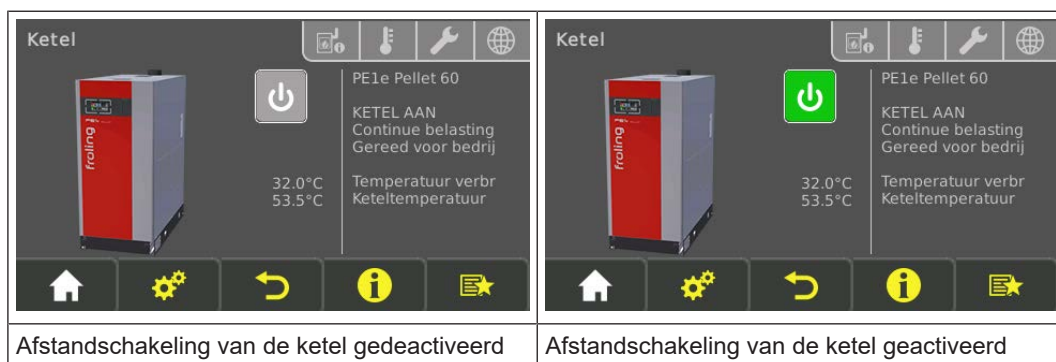 Ketel
PE1e Pellet 60
KETEL AAN
Continue belasting
Gereed voor bedrij
32.0°C Temperatuur verbr
53.5°C Keteltemperatuur
froling
Afstandschakeling van de ketel gedeactiveerd
Ketel
PE1e Pellet 60
KETEL AAN
Continue belasting
Gereed voor bedrij
32.0°C Temperatuur verbr
53.5°C Keteltemperatuur
froling
Afstandschakeling van de ketel geactiveerd